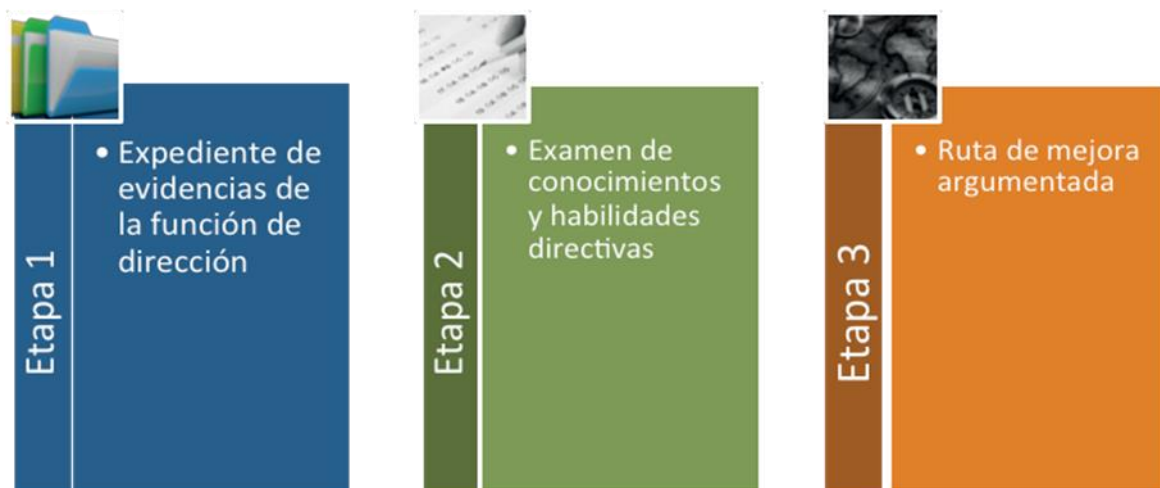 Etapa 1
• Expediente de
evidencias de
la función de
dirección
Etapa 2
• Examen de
conocimientos
y habilidades
directivas
Etapa 3
• Ruta de mejora
argumentada